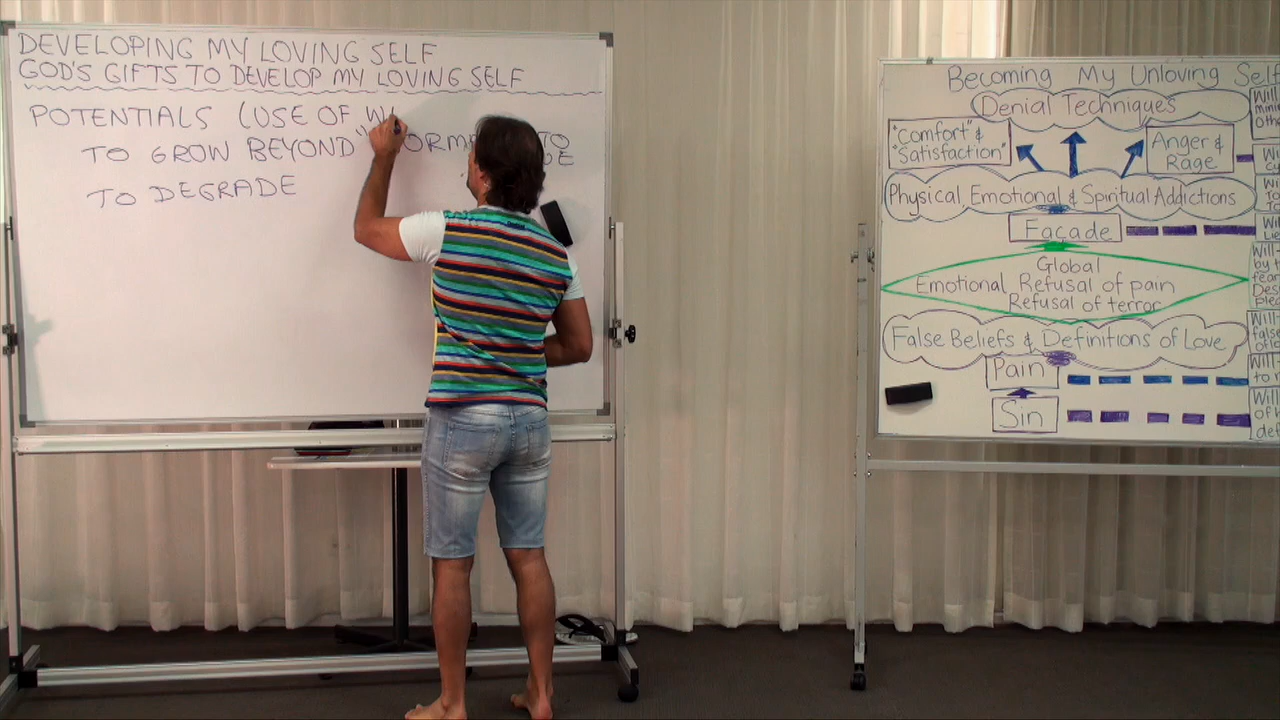 DEVELOPING MY LOVING SELF
GOD'S GIFTS TO DEVELOP MY LOVING SELF
POTENTIALS (USE OF
TO GROW BEYOND TO
TO DEGRADE
Becoming My Unloving Self
Denial Techniques
"Comfort" &
"Satisfaction"
Anger &
Rage
Physical, Emotional & Spiritual Addictions
Façade
Global
Emotional Refusal of pain
Refusal of terror
False Beliefs & Definitions of Love
Pain
Sin